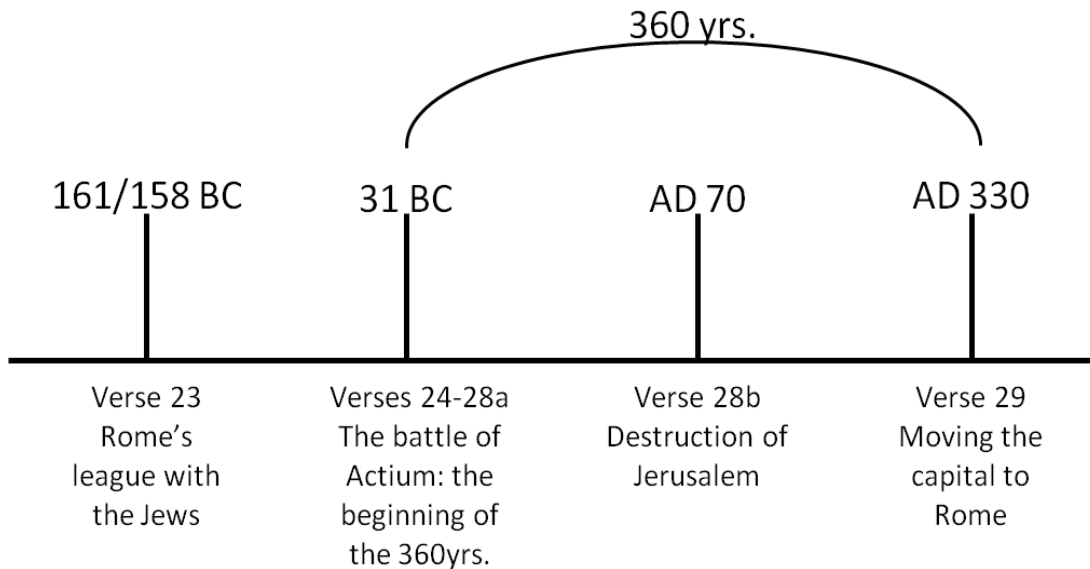 360 yrs.
161/158 BC
31 BC
AD 70
AD 330
Verse 23
Rome's
league with
the Jews
Verses 24-28a
The battle of
Actium: the
beginning of
the 360yrs.
Verse 28b
Destruction of
Jerusalem
Verse 29
Moving the
capital to
Rome